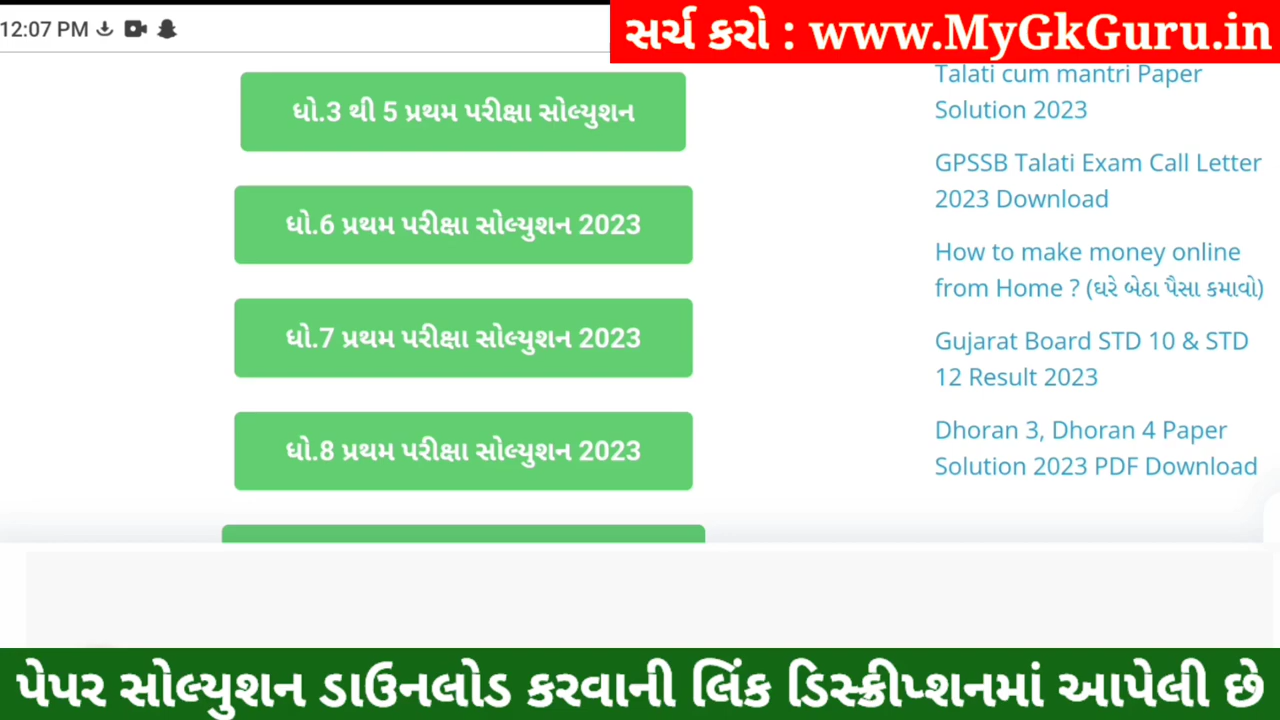 12:07 PM
સર્ચ કરો : www.MyGkGuru.in
ધો.3 થી 5 પ્રથમ પરીક્ષા સોલ્યુશન
ધો.6 પ્રથમ પરીક્ષા સોલ્યુશન 2023
ધો.7 પ્રથમ પરીક્ષા સોલ્યુશન 2023
ધો.8 પ્રથમ પરીક્ષા સોલ્યુશન 2023
Talati cum mantri Paper
Solution 2023
GPSSB Talati Exam Call Letter
2023 Download
How to make money online
from Home ? (ઘરે બેઠા પૈસા કમાવો)
Gujarat Board STD 10 & STD
12 Result 2023
Dhoran 3, Dhoran 4 Paper
Solution 2023 PDF Download
પેપર સોલ્યુશન ડાઉનલોડ કરવાની લિંક ડિસ્ક્રીપ્શનમાં આપેલી છે